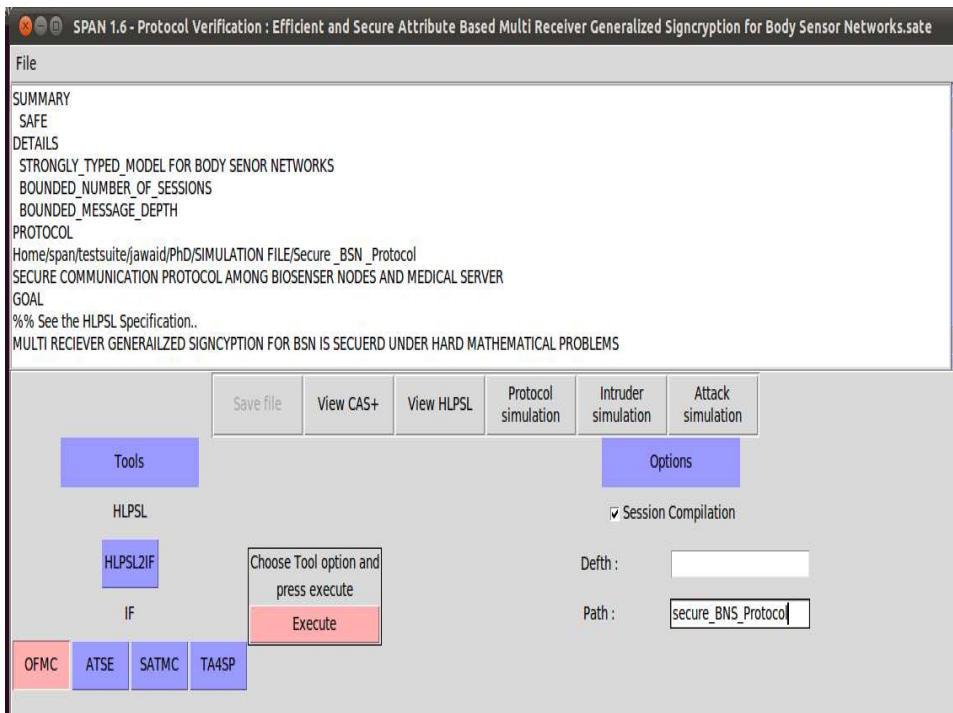 SPAN 1.6 - Protocol Verification : Efficient and Secure Attribute Based Multi Receiver Generalized Signcryption for Body Sensor Networks.sate
File
SUMMARY
SAFE
DETAILS
STRONGLY_TYPED_MODEL FOR BODY SENOR NETWORKS
BOUNDED_NUMBER_OF_SESSIONS
BOUNDED_MESSAGE_DEPTH
PROTOCOL
Home/span/testsuite/jawaid/PhD/SIMULATION FILE/Secure _BSN _Protocol
SECURE COMMUNICATION PROTOCOL AMONG BIOSENSER NODES AND MEDICAL SERVER
GOAL
%% See the HLPSL Specification..
MULTI RECIEVER GENERAILZED SIGNCYPTION FOR BSN IS SECUERD UNDER HARD MATHEMATICAL PROBLEMS
Save file View CAS+ View HLPSL Protocol simulation Intruder simulation Attack simulation
Tools Options
HLPSL Session Compilation
HLPSL2IF
Choose Tool option and
press execute
Defth :
IF
Execute
Path : secure_BNS_Protocol
OFMC ATSE SATMC TA4SP